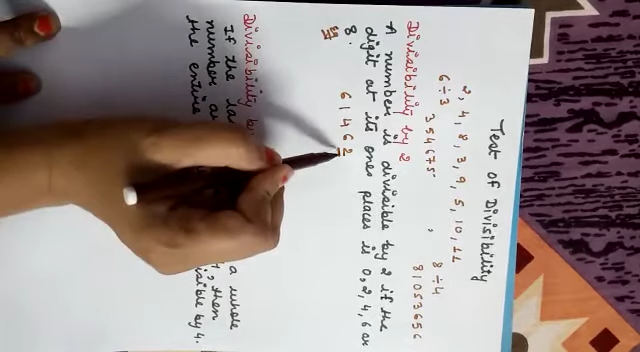 Test of Divisibility
2, 4, 8, 3, 9, 5, 10, 11
6÷3 354675 , 8÷4 81053656
Divisibility by 2
A number is divisible by 2 if the
digit at its ones places is 0, 2, 4, 6 or
8.
61462
Divisibility by
If the
number a whole
the entire , then
visible by 4.